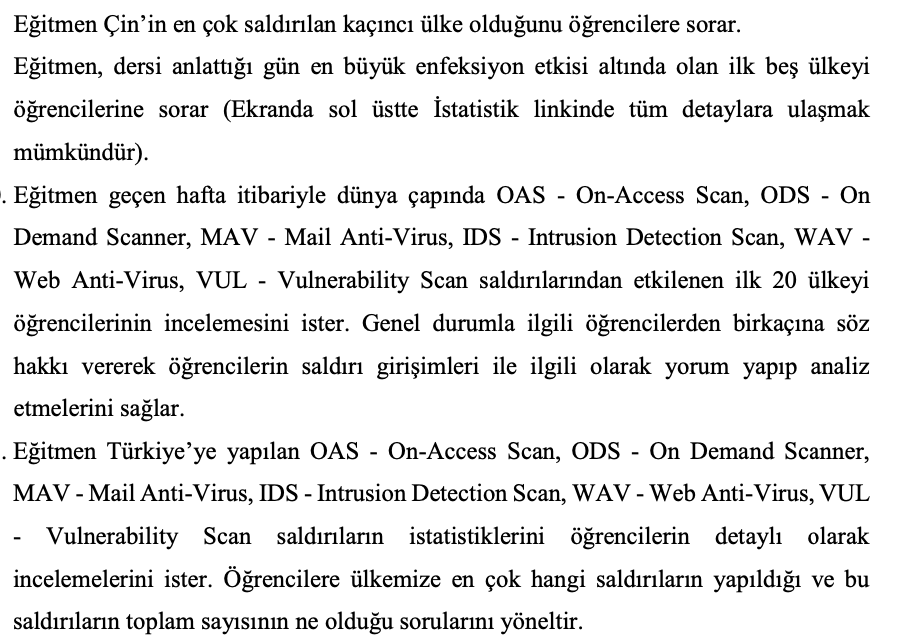 Eğitmen Çin’in en çok saldırılan kaçıncı ülke olduğunu öğrencilere sorar.
Eğitmen, dersi anlattığı gün en büyük enfeksiyon etkisi altında olan ilk beş ülkeyi
öğrencilerine sorar (Ekranda sol üstte İstatistik linkinde tüm detaylara ulaşmak
mümkündür).
. Eğitmen geçen hafta itibariyle dünya çapında OAS - On-Access Scan, ODS - On
Demand Scanner, MAV - Mail Anti-Virus, IDS - Intrusion Detection Scan, WAV -
Web Anti-Virus, VUL - Vulnerability Scan saldırılarından etkilenen ilk 20 ülkeyi
öğrencilerinin incelemesini ister. Genel durumla ilgili öğrencilerden birkaçına söz
hakkı vererek öğrencilerin saldırı girişimleri ile ilgili olarak yorum yapıp analiz
etmelerini sağlar.
. Eğitmen Türkiye’ye yapılan OAS - On-Access Scan, ODS - On Demand Scanner,
MAV - Mail Anti-Virus, IDS - Intrusion Detection Scan, WAV - Web Anti-Virus, VUL
- Vulnerability Scan saldırıların istatistiklerini öğrencilerin detaylı olarak
incelemelerini ister. Öğrencilere ülkemize en çok hangi saldırıların yapıldığı ve bu
saldırıların toplam sayısının ne olduğu sorularını yöneltir.